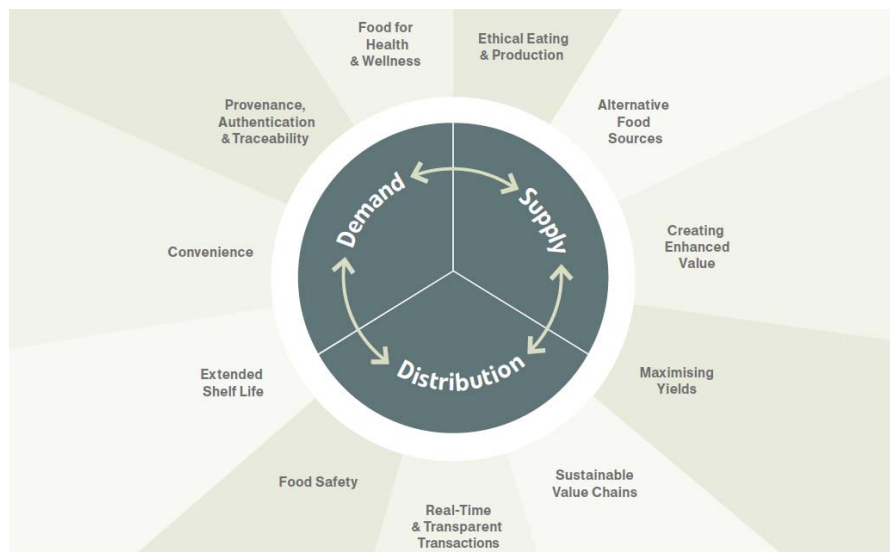 Food for
Health
& Wellness
Ethical Eating
& Production
Provenance,
Authentication
& Traceability
Alternative
Food
Sources
Demand
Supply
Convenience
Creating
Enhanced
Value
Extended
Shelf Life
Distribution
Maximising
Yields
Food Safety
Sustainable
Value Chains
Real-Time
& Transparent
Transactions